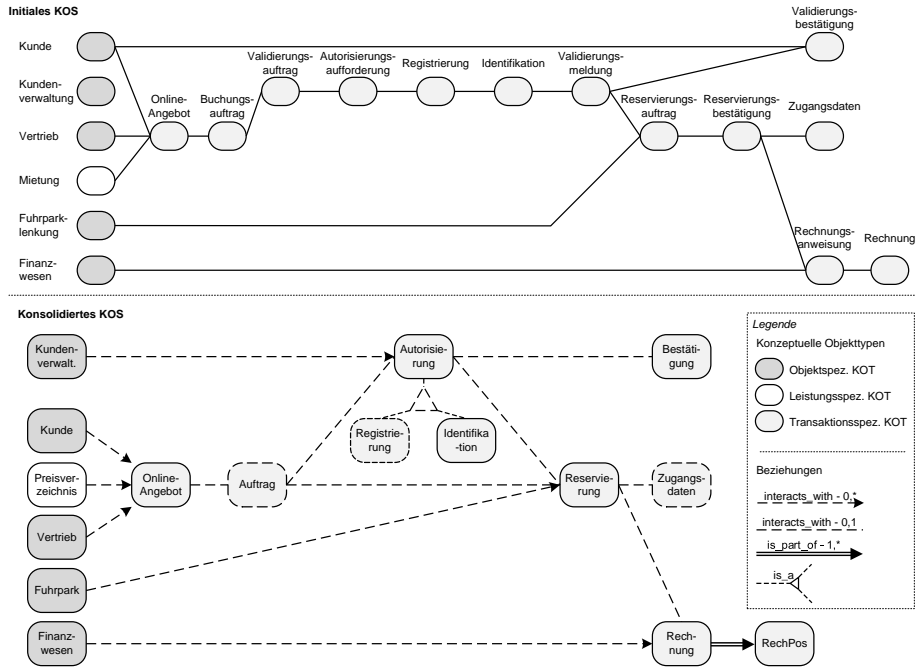 Initiales KOS
Validierungs-
bestätigung
Kunde
Validierungs-
auftrag
Autorisierungs-
aufforderung
Registrierung
Identifikation
Validierungs-
meldung
Kunden-
verwaltung
Online-
Angebot
Buchungs-
auftrag
Reservierungs-
auftrag
Reservierungs-
bestätigung
Zugangsdaten
Vertrieb
Mietung
Fuhrpark-
lenkung
Rechnungs-
anweisung
Rechnung
Finanz-
wesen
Konsolidiertes KOS
Kunden-
verwalt.
Autorisie-
rung
Bestäti-
gung
Kunde
Registrie-
rung
Identifika-
-tion
Preisver-
zeichnis
Online-
Angebot
Auftrag
Reservie-
rung
Zugangs-
daten
Vertrieb
Fuhrpark
Finanz-
wesen
Rech-
nung
RechPos
Legende
Konzeptuelle Objekttypen
Objektspez. KOT
Leistungsspez. KOT
Transaktionsspez. KOT
Beziehungen
interacts_with - 0,*
interacts_with - 0,1
is_part_of - 1,*
is_a